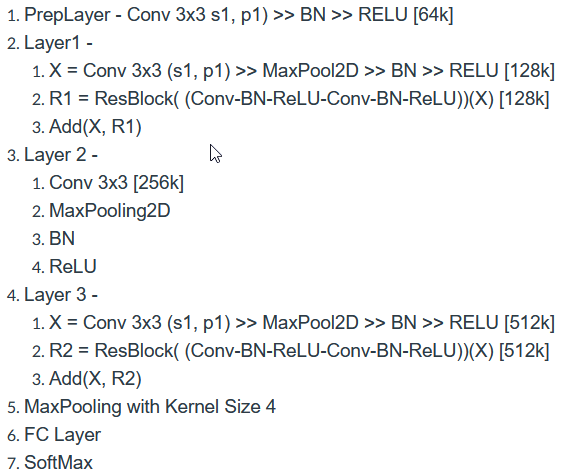 1. PrepLayer - Conv 3x3 s1, p1) >> BN >> RELU [64k]
2. Layer1 -
1. X = Conv 3x3 (s1, p1) >> MaxPool2D >> BN >> RELU [128k]
2. R1 = ResBlock( (Conv-BN-ReLU-Conv-BN-ReLU))(X) [128k]
3. Add(X, R1)
3. Layer 2 -
1. Conv 3x3 [256k]
2. MaxPooling2D
3. BN
4. ReLU
4. Layer 3 -
1. X = Conv 3x3 (s1, p1) >> MaxPool2D >> BN >> RELU [512k]
2. R2 = ResBlock( (Conv-BN-ReLU-Conv-BN-ReLU))(X) [512k]
3. Add(X, R2)
5. MaxPooling with Kernel Size 4
6. FC Layer
7. SoftMax